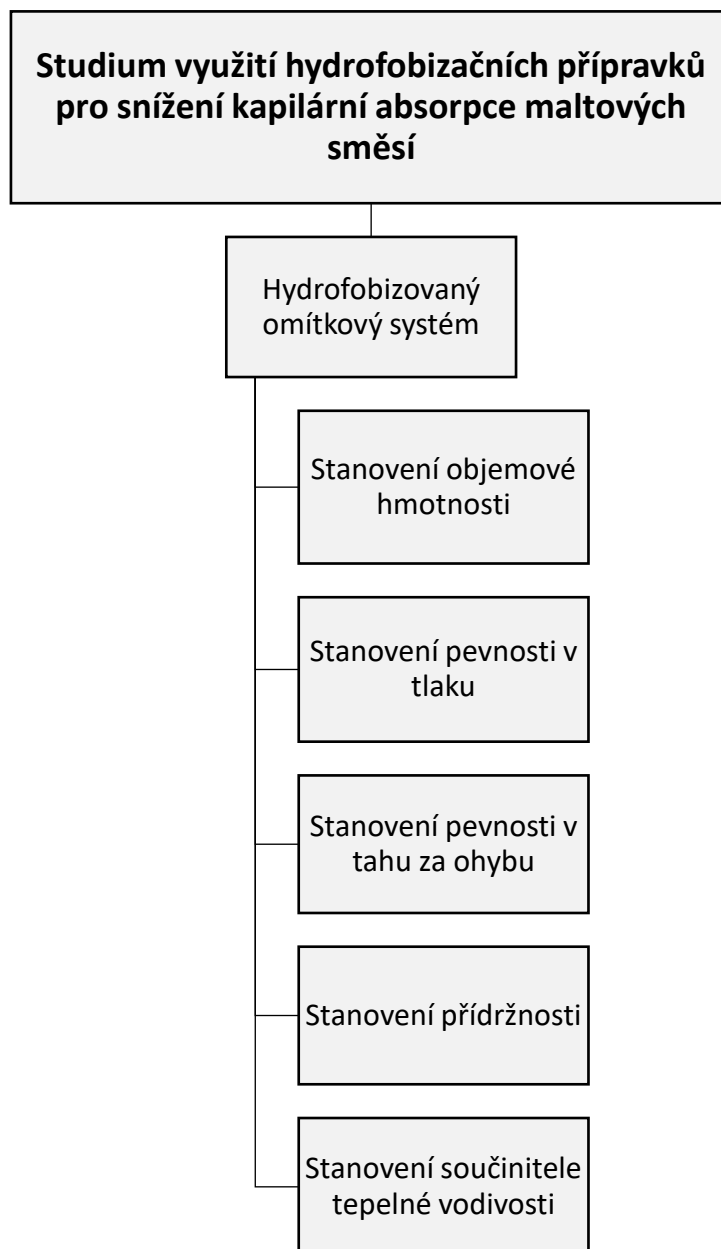 Studium využití hydrofobizačních přípravků
pro snížení kapilární absorpce maltových
směsí
Hydrofobizovaný
omítkový systém
Stanovení objemové
hmotnosti
Stanovení pevnosti v
tlaku
Stanovení pevnosti v
tahu za ohybu
Stanovení přídržnosti
Stanovení součinitele
tepelné vodivosti